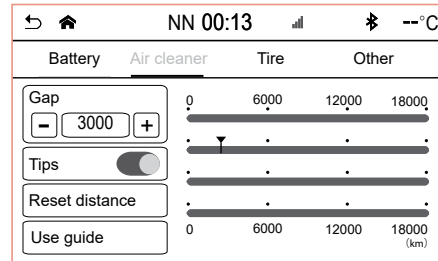 NN 00:13 --°C
Battery Air cleaner Tire Other
Gap
- 3000 +
Tips
Reset distance
Use guide
0 6000 12000 18000
0 6000 12000 18000
(km)